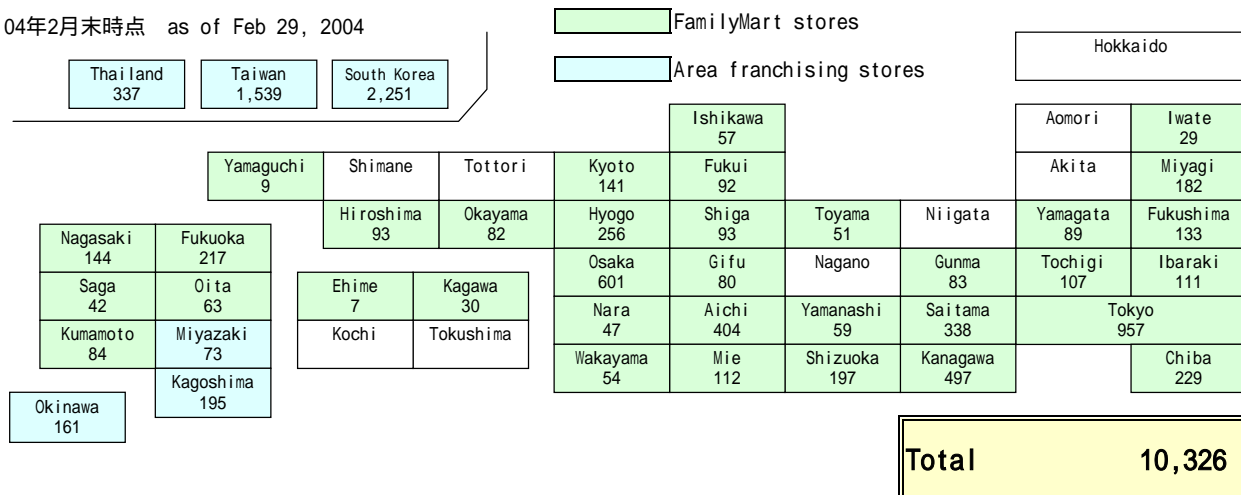 04年2月末時点 as of Feb 29, 2004
FamilyMart stores
Area franchising stores
Hokkaido
Thailand
337
Taiwan
1,539
South Korea
2,251
Ishikawa
57
Aomori
Iwate
29
Yamaguchi
9
Shimane
Tottori
Kyoto
141
Fukui
92
Akita
Miyagi
182
Hiroshima
93
Okayama
82
Hyogo
256
Shiga
93
Toyama
51
Niigata
Yamagata
89
Fukushima
133
Nagasaki
144
Fukuoka
217
Osaka
601
Gifu
80
Nagano
Gunma
83
Tochigi
107
Ibaraki
111
Saga
42
Oita
63
Ehime
7
Kagawa
30
Nara
47
Aichi
404
Yamanashi
59
Saitama
338
Tokyo
957
Kumamoto
84
Miyazaki
73
Kochi
Tokushima
Wakayama
54
Mie
112
Shizuoka
197
Kanagawa
497
Chiba
229
Kagoshima
195
Okinawa
161
Total 10,326